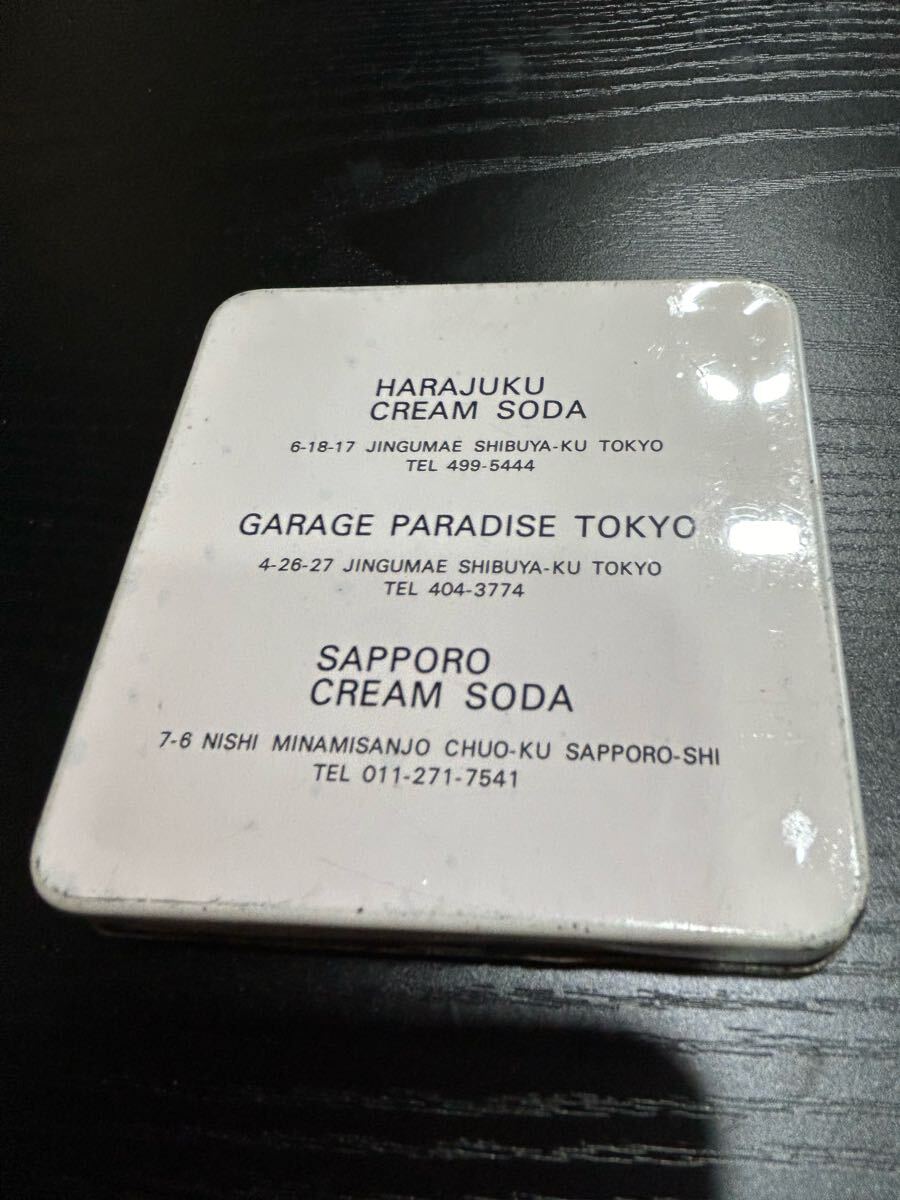 HARAJUKU
CREAM SODA
6-18-17 JINGUMAE SHIBUYA-KU TOKYO
TEL 499-5444
GARAGE PARADISE TOKYO
4-26-27 JINGUMAE SHIBUYA-KU TOKYO
TEL 404-3774
SAPPORO
CREAM SODA
7-6 NISHI MINAMISANJO CHUO-KU SAPPORO-SHI
TEL 011-271-7541